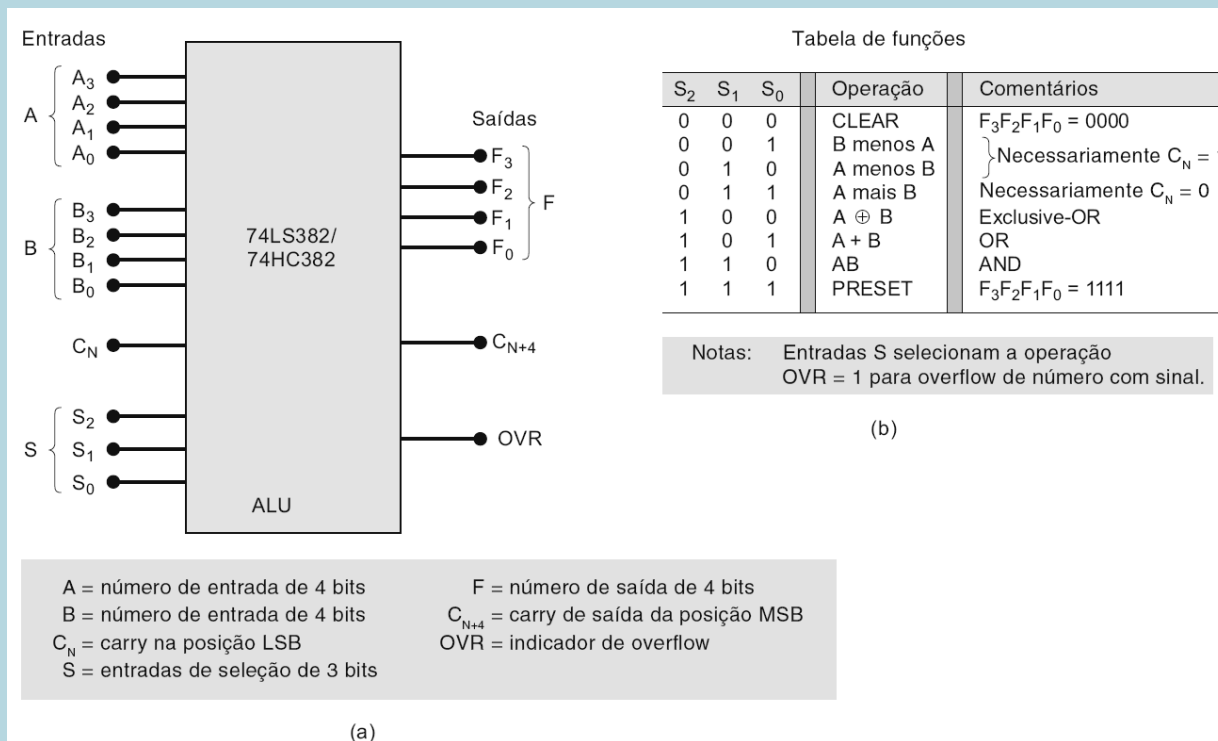 Entradas
A
A3
A2
A1
A0
B
B3
B2
B1
B0
CN
S
S2
S1
S0
74LS382/
74HC382
ALU
Saídas
F3
F2
F1
F0
F
CN+4
OVR
A = número de entrada de 4 bits
B = número de entrada de 4 bits
CN = carry na posição LSB
S = entradas de seleção de 3 bits
F = número de saída de 4 bits
CN+4 = carry de saída da posição MSB
OVR = indicador de overflow
(a)
Tabela de funções
S2 S1 S0 Operação Comentários
0 0 0 CLEAR F3F2F1F0 = 0000
0 0 1 B menos A
Necessariamente CN =
0 1 0 A menos B
0 1 1 A mais B Necessariamente CN = 0
1 0 0 A ⊕ B Exclusive-OR
1 0 1 A + B OR
1 1 0 AB AND
1 1 1 PRESET F3F2F1F0 = 1111
Notas: Entradas S selecionam a operação
OVR = 1 para overflow de número com sinal.
(b)